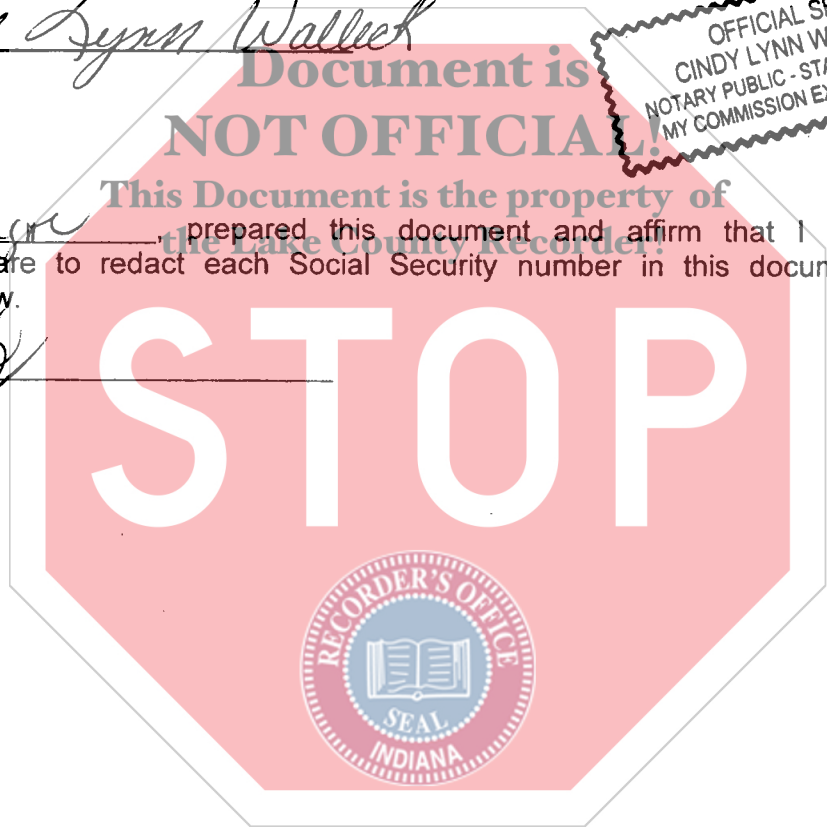 Lynn Walleck
OFFICIAL S
CINDY LYNN W
NOTARY PUBLIC - STA
MY COMMISSION EX
Document is
NOT OFFICIAL!
This Document is the property of
the Lake County Recorder!
, prepared this document and affirm that I
are to redact each Social Security number in this docum
w.
STOP
RECORDER'S OFFICE
SEAL
INDIANA